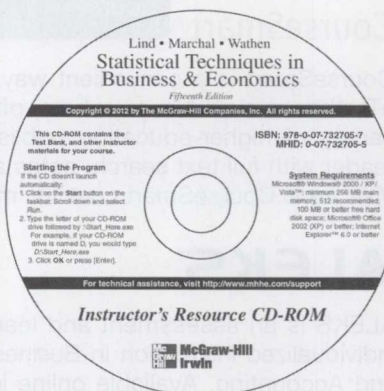 CourseSmart
Lind • Marchal • Wathen
Statistical Techniques in
Business & Economics
Fifteenth Edition
Copyright © 2012 by The McGraw-Hill Companies, Inc. All rights reserved.
This CD-ROM contains the
Test Bank, and other Instructor
materials for your course.
Starting the Program
If the CD doesn't launch
automatically:
1. Click on the Start button on the
taskbar. Scroll down and select
Run.
2. Type the letter of your CD-ROM
drive followed by :\Start_Here.exe
For example, if your CD-ROM
drive is named D, you would type
D:\Start_Here.exe
3. Click OK or press [Enter].
ISBN: 978-0-07-732705-7
MHID: 0-07-732705-5
System Requirements
Microsoft® Windows® 2000 / XP /
Vista™; minimum 256 MB main
memory, 512 recommended;
100 MB or better free hard
disk space; Microsoft® Office
2002 (XP) or better; Internet
Explorer™ 6.0 or better
For technical assistance, visit http://www.mhhe.com/support
Instructor's Resource CD-ROM
McGraw-Hill
Irwin